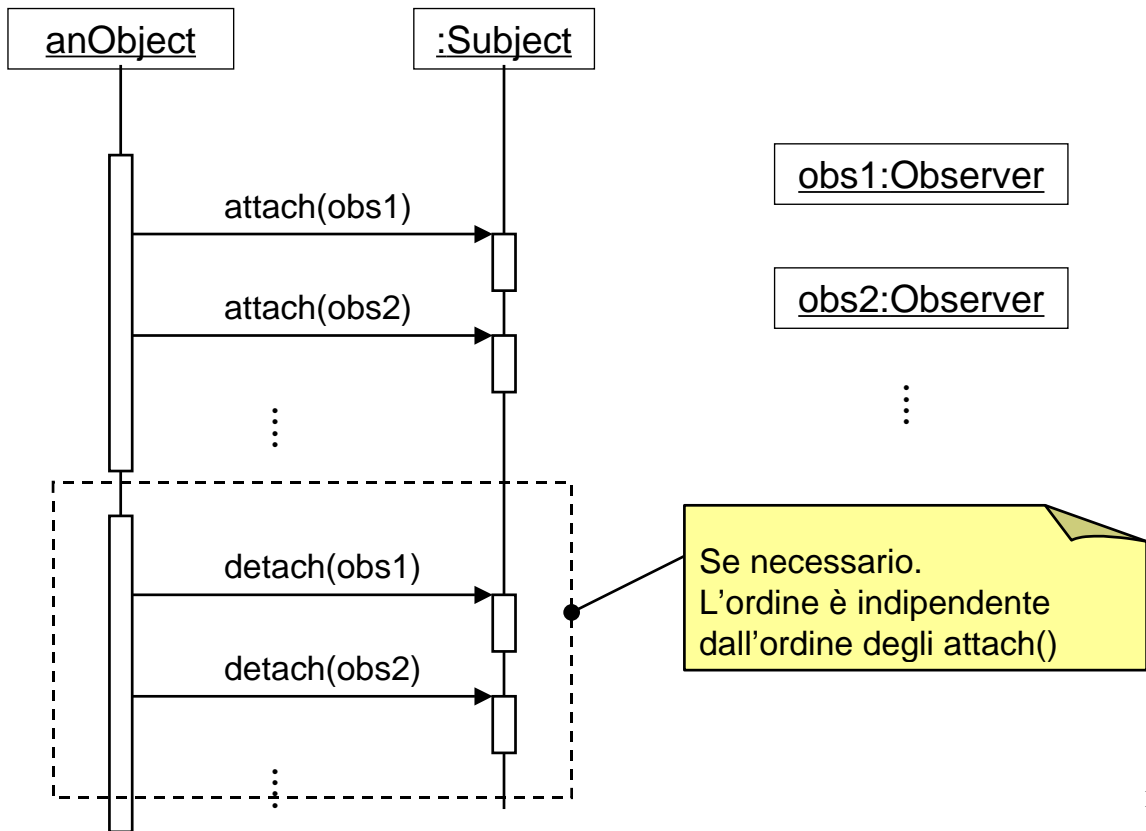 anObject
:Subject
obs1:Observer
attach(obs1)
obs2:Observer
attach(obs2)
detach(obs1)
Se necessario.
L'ordine è indipendente
dall'ordine degli attach()
detach(obs2)